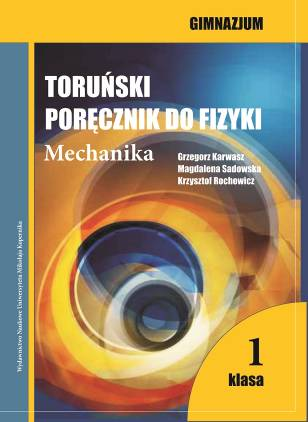 GIMNAZJUM
TORUŃSKI
PORĘCZNIK DO FIZYKI
Mechanika
Grzegorz Karwasz
Magdalena Sadowska
Krzysztof Rochowicz
Wydawnictwo Naukowe Uniwersytetu Mikołaja Kopernika
1
klasa